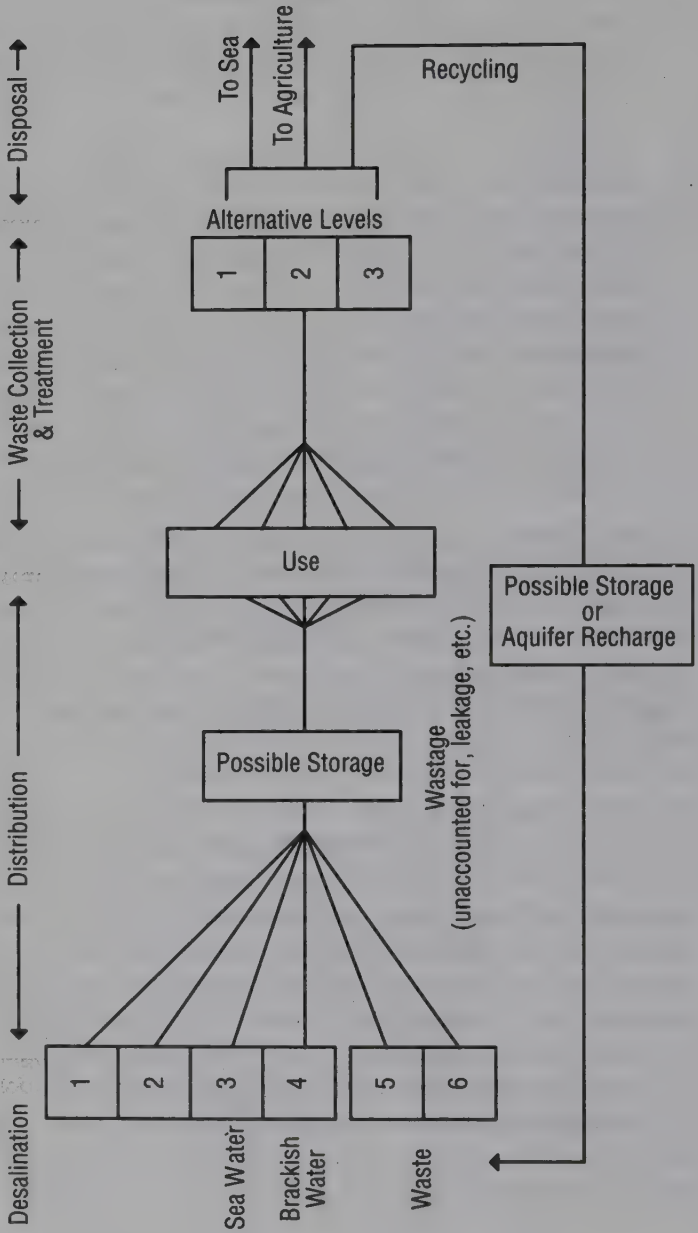 Desalination
Distribution
Waste Collection
& Treatment
Disposal
1
2
3
4
5
6
Sea Water
Brackish
Water
Waste
Possible Storage
Wastage
(unaccounted for, leakage, etc.)
Use
Alternative Levels
1
2
3
To Sea
To Agriculture
Recycling
Possible Storage
or
Aquifer Recharge